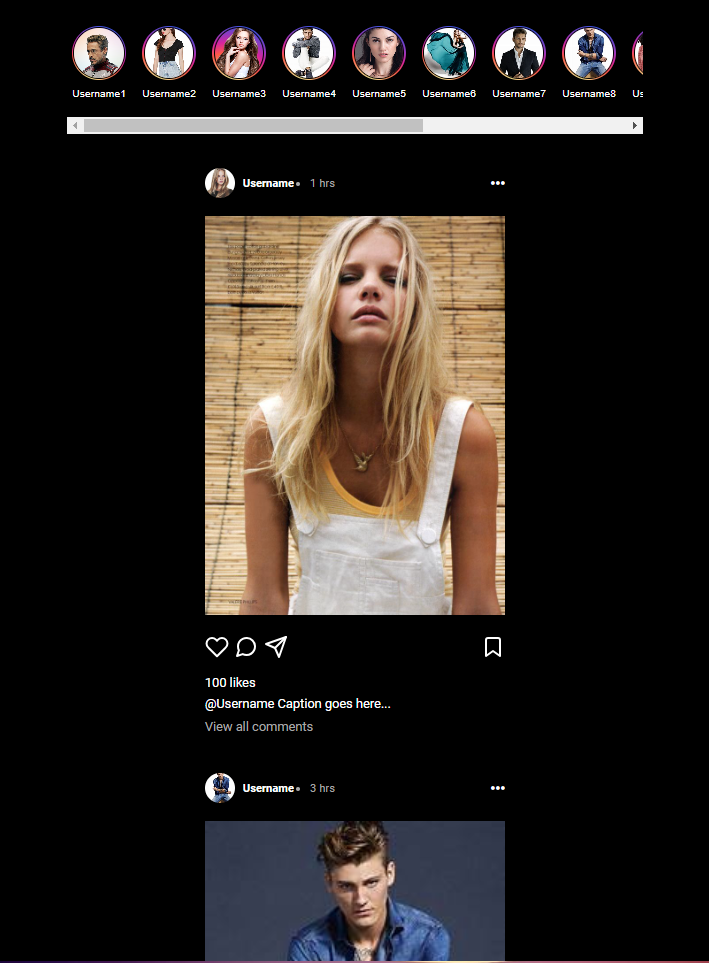 Username1 Username2 Username3 Username4 Username5 Username6 Username7 Username8 Us
Username • 1 hrs •••
100 likes
@Username Caption goes here...
View all comments
Username • 3 hrs •••